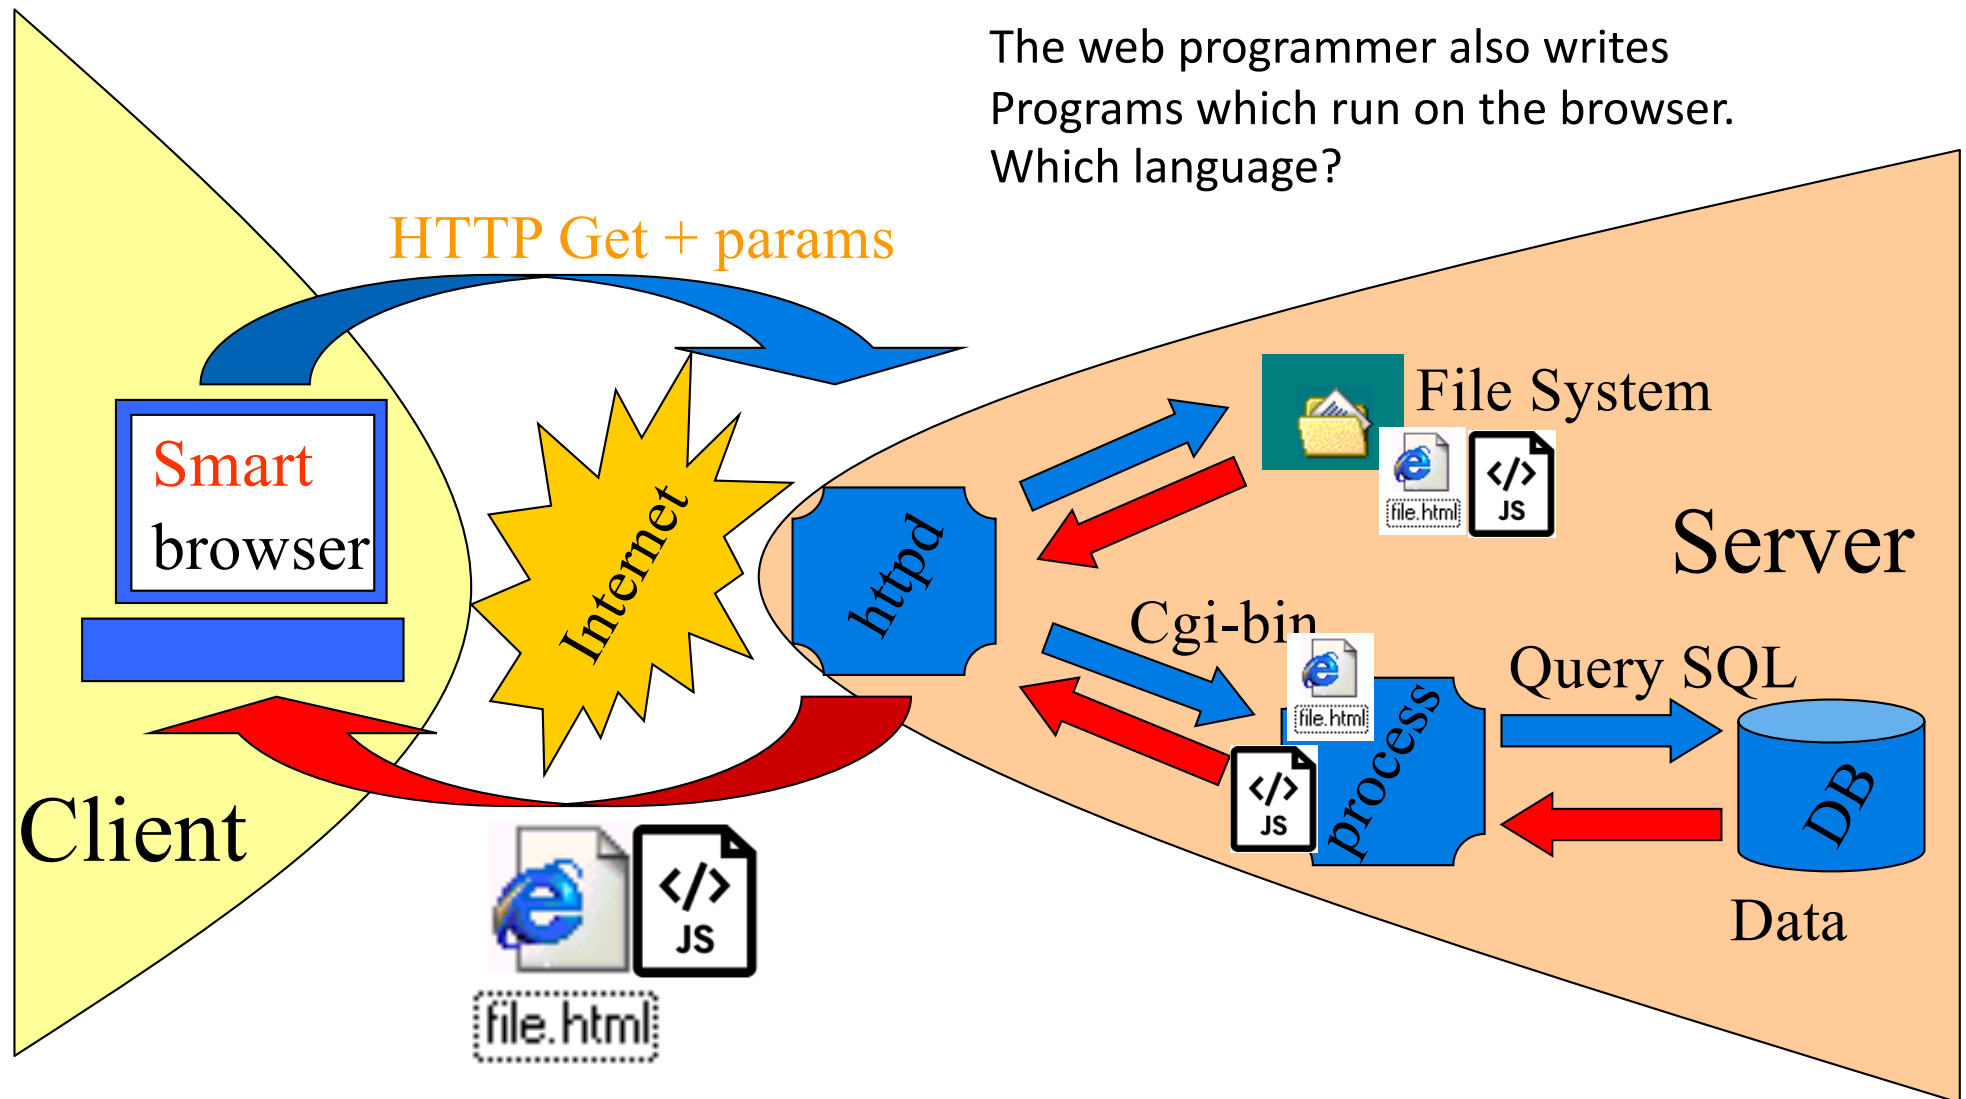 The web programmer also writes
Programs which run on the browser.
Which language?
HTTP Get + params
Smart
browser
Internet
httpd
File System
file.html
</>
JS
Server
Cgi-bin
file.html
</>
JS
process
Query SQL
DB
Data
Client
</>
JS
file.html